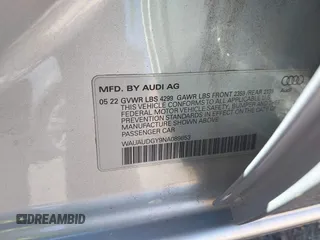 MFD. BY AUDI AG
05 22 GVWR LBS 4299 GAWR LBS FRONT REAR
THIS VEHICLE CONFORMS TO ALL APPLICABLE
FEDERAL MOTOR VEHICLE SAFETY, BUMPER AND
THEFT PREVENTION STANDARDS IN EFFECT ON
THE DATE OF MANUFACTURE SHOWN ABOVE.
PASSENGER CAR
DREAMBID